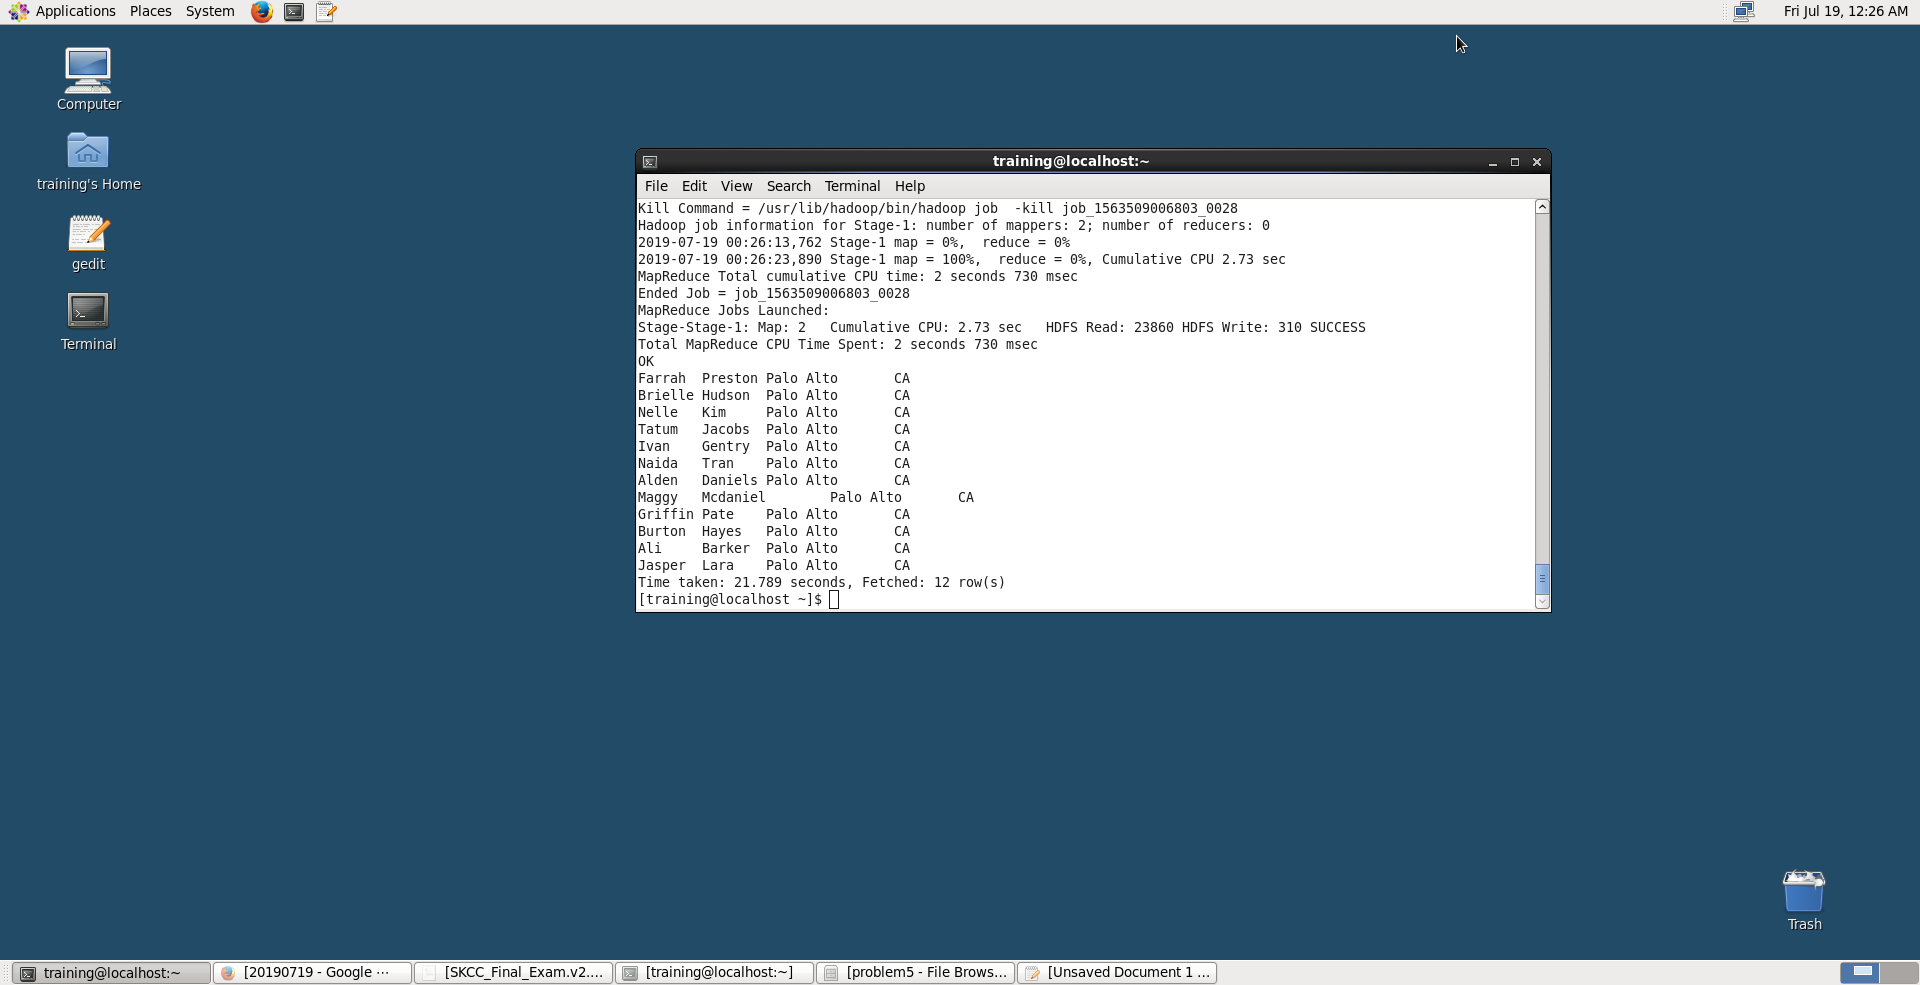 Applications Places System
Fri Jul 19, 12:26 AM
Computer
training's Home
gedit
Terminal
training@localhost:~
File Edit View Search Terminal Help
Kill Command = /usr/lib/hadoop/bin/hadoop job  -kill job_1563509006803_0028
Hadoop job information for Stage-1: number of mappers: 2; number of reducers: 0
2019-07-19 00:26:13,762 Stage-1 map = 0%,  reduce = 0%
2019-07-19 00:26:23,890 Stage-1 map = 100%,  reduce = 0%, Cumulative CPU 2.73 sec
MapReduce Total cumulative CPU time: 2 seconds 730 msec
Ended Job = job_1563509006803_0028
MapReduce Jobs Launched:
Stage-Stage-1: Map: 2   Cumulative CPU: 2.73 sec   HDFS Read: 23860 HDFS Write: 310 SUCCESS
Total MapReduce CPU Time Spent: 2 seconds 730 msec
OK
Farrah  Preston Palo Alto       CA
Brielle Hudson  Palo Alto       CA
Nelle   Kim     Palo Alto       CA
Tatum   Jacobs  Palo Alto       CA
Ivan    Gentry  Palo Alto       CA
Naida   Tran    Palo Alto       CA
Alden   Daniels Palo Alto       CA
Maggy   Mcdaniel        Palo Alto       CA
Griffin Pate    Palo Alto       CA
Burton  Hayes   Palo Alto       CA
Ali     Barker  Palo Alto       CA
Jasper  Lara    Palo Alto       CA
Time taken: 21.789 seconds, Fetched: 12 row(s)
[training@localhost ~]$
Trash
training@localhost:~
[20190719 - Google ...
[SKCC_Final_Exam.v2....
[training@localhost:~]
[problem5 - File Brows...
[Unsaved Document 1 ...